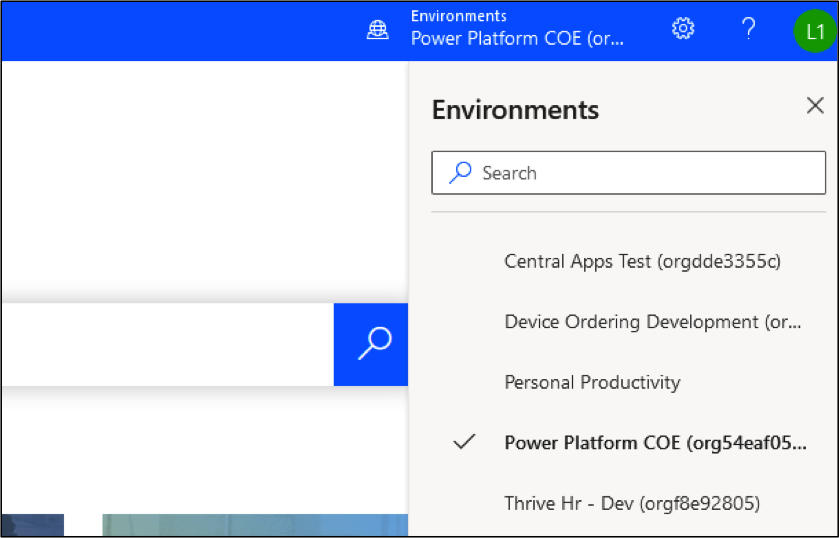 Environments
Power Platform COE (or...
?
L1
Environments
Search
Central Apps Test (orgdde3355c)
Device Ordering Development (or...
Personal Productivity
Power Platform COE (org54eaf05...
Thrive Hr - Dev (orgf8e92805)